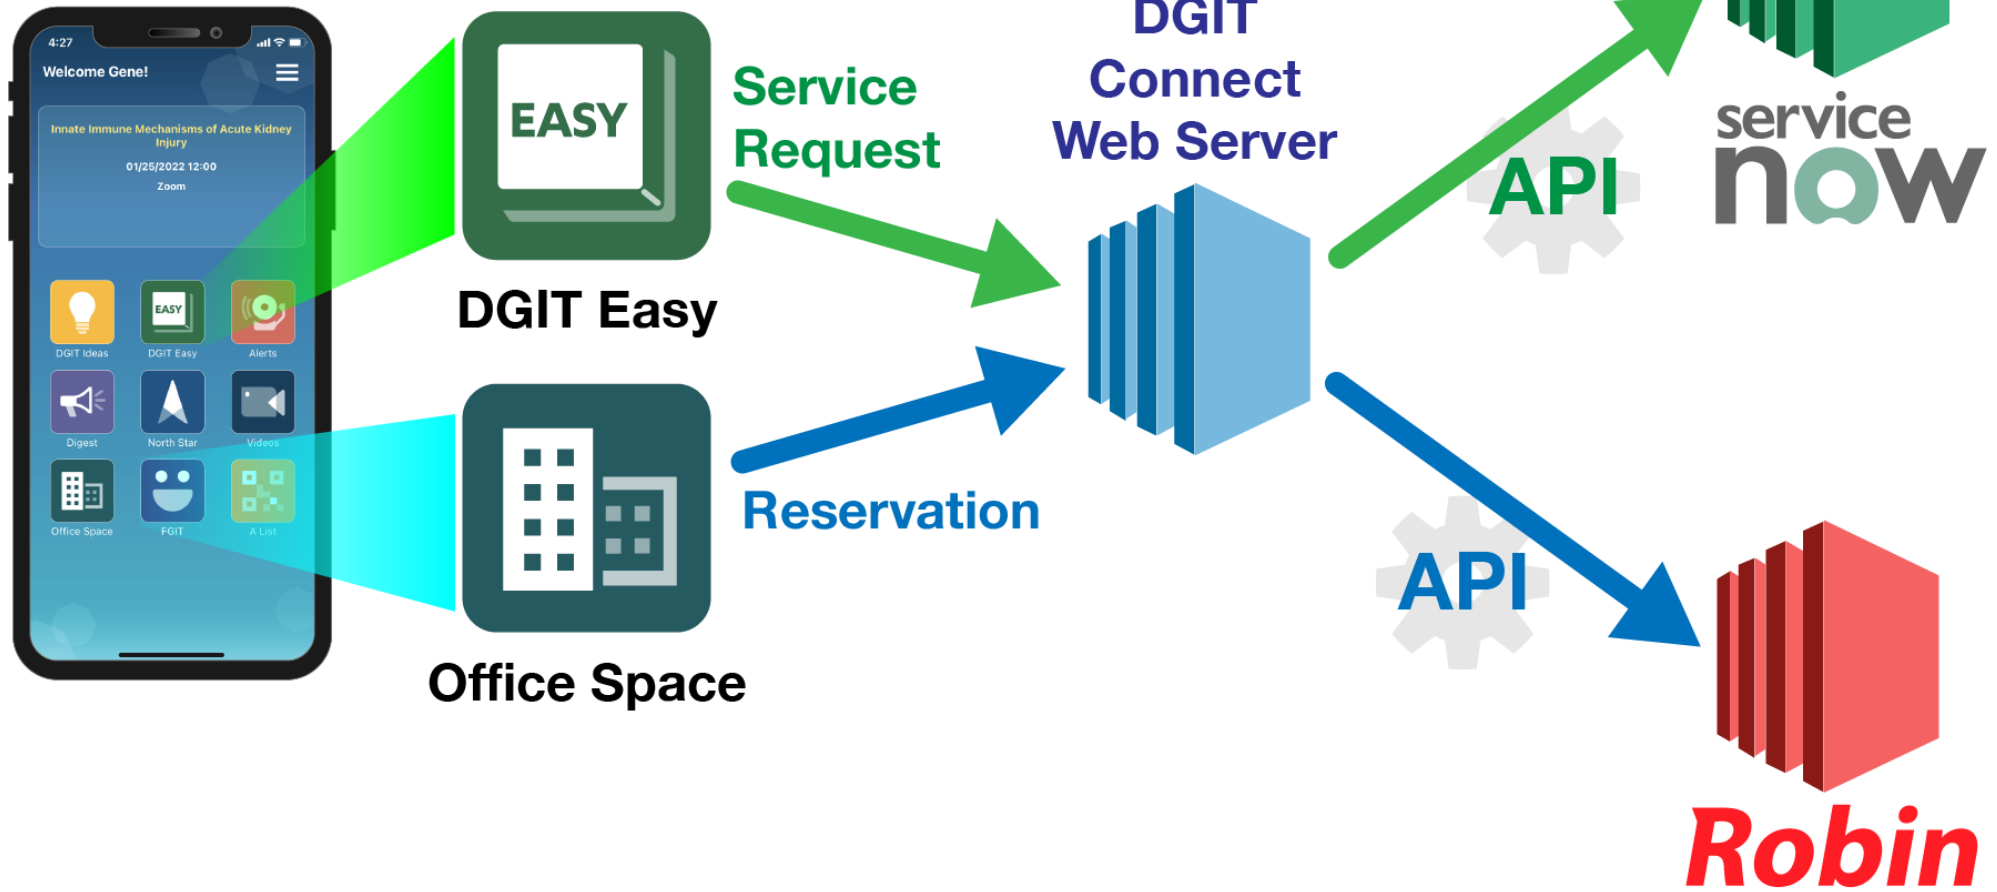 4:27
Welcome Gene!
Innate Immune Mechanisms of Acute Kidney
Injury
01/25/2022 12:00
Zoom
EASY
DGIT Ideas
DGIT Easy
Alerts
Digest
North Star
Videos
Office Space
FGIT
A List
EASY
DGIT Easy
Office Space
Service
Request
Reservation
DGIT
Connect
Web Server
API
API
service
now
Robin